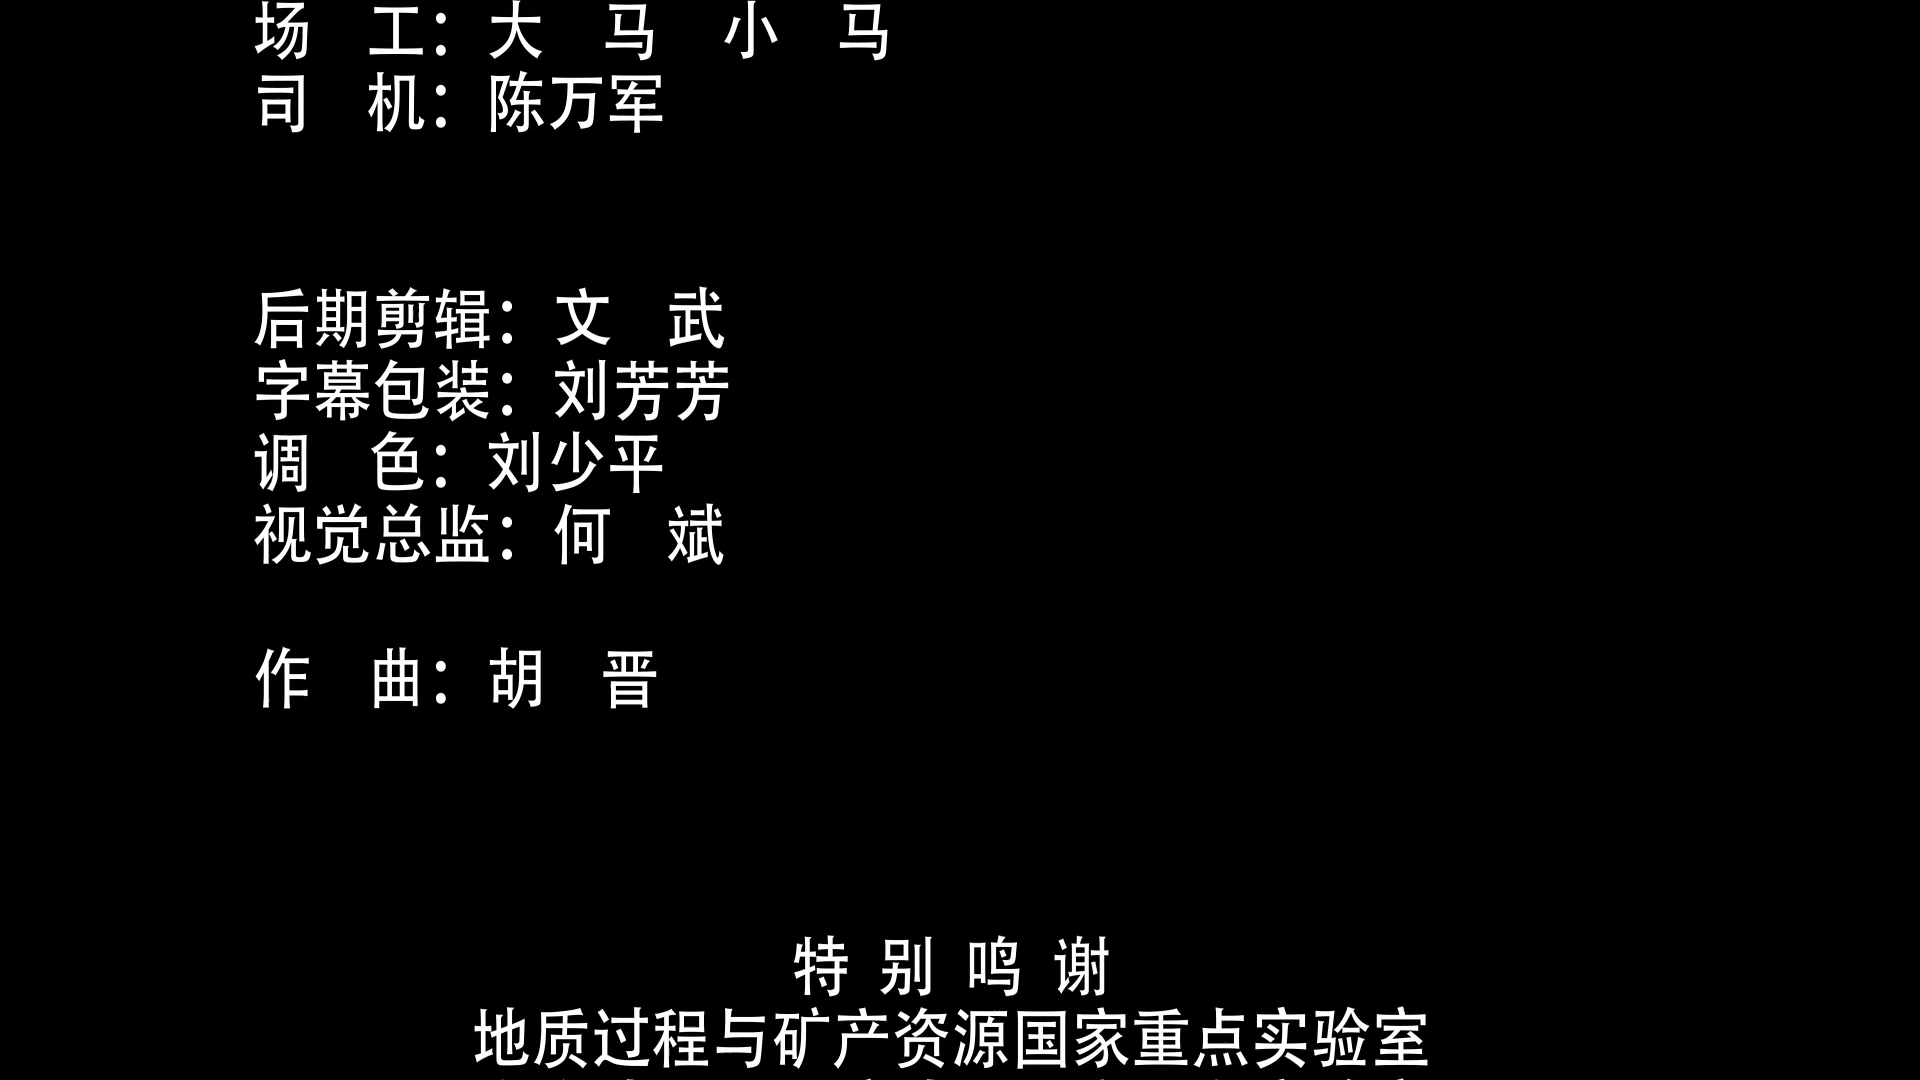 场　工：大　马　小　马
司　机：陈万军
后期剪辑：文　武
字幕包装：刘芳芳
调　色：刘少平
视觉总监：何　斌
作　曲：胡　晋
特 别 鸣 谢
地质过程与矿产资源国家重点实验室